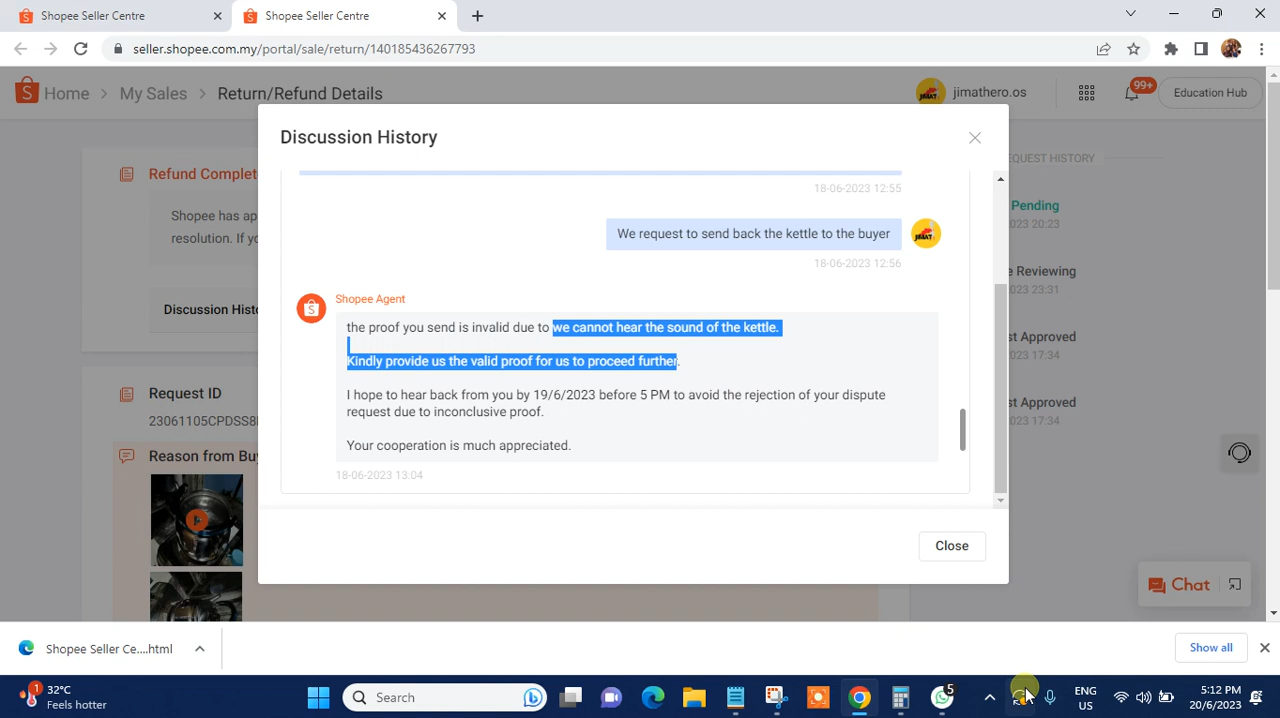 Shopee Seller Centre
Shopee Seller Centre
seller.shopee.com.my/portal/sale/return/140185436267793
Home > My Sales > Return/Refund Details
jimathero.os
99+
Education Hub
Discussion History
EQUEST HISTORY
Refund Complet
Shopee has ap
resolution. If yo
Discussion Histo
18-06-2023 12:55
Pending
023 20:23
We request to send back the kettle to the buyer
JIMAT
18-06-2023 12:56
e Reviewing
023 23:31
Shopee Agent
the proof you send is invalid due to we cannot hear the sound of the kettle.
Kindly provide us the valid proof for us to proceed further.
I hope to hear back from you by 19/6/2023 before 5 PM to avoid the rejection of your dispute
request due to inconclusive proof.
Your cooperation is much appreciated.
18-06-2023 13:04
st Approved
023 17:34
st Approved
023 17:34
Request ID
23061105CPDSS8
Reason from Buy
Close
Chat
Shopee Seller Ce....html
Show all
1
32°C
Feels hotter
Search
5
ENG
US
5:12 PM
20/6/2023